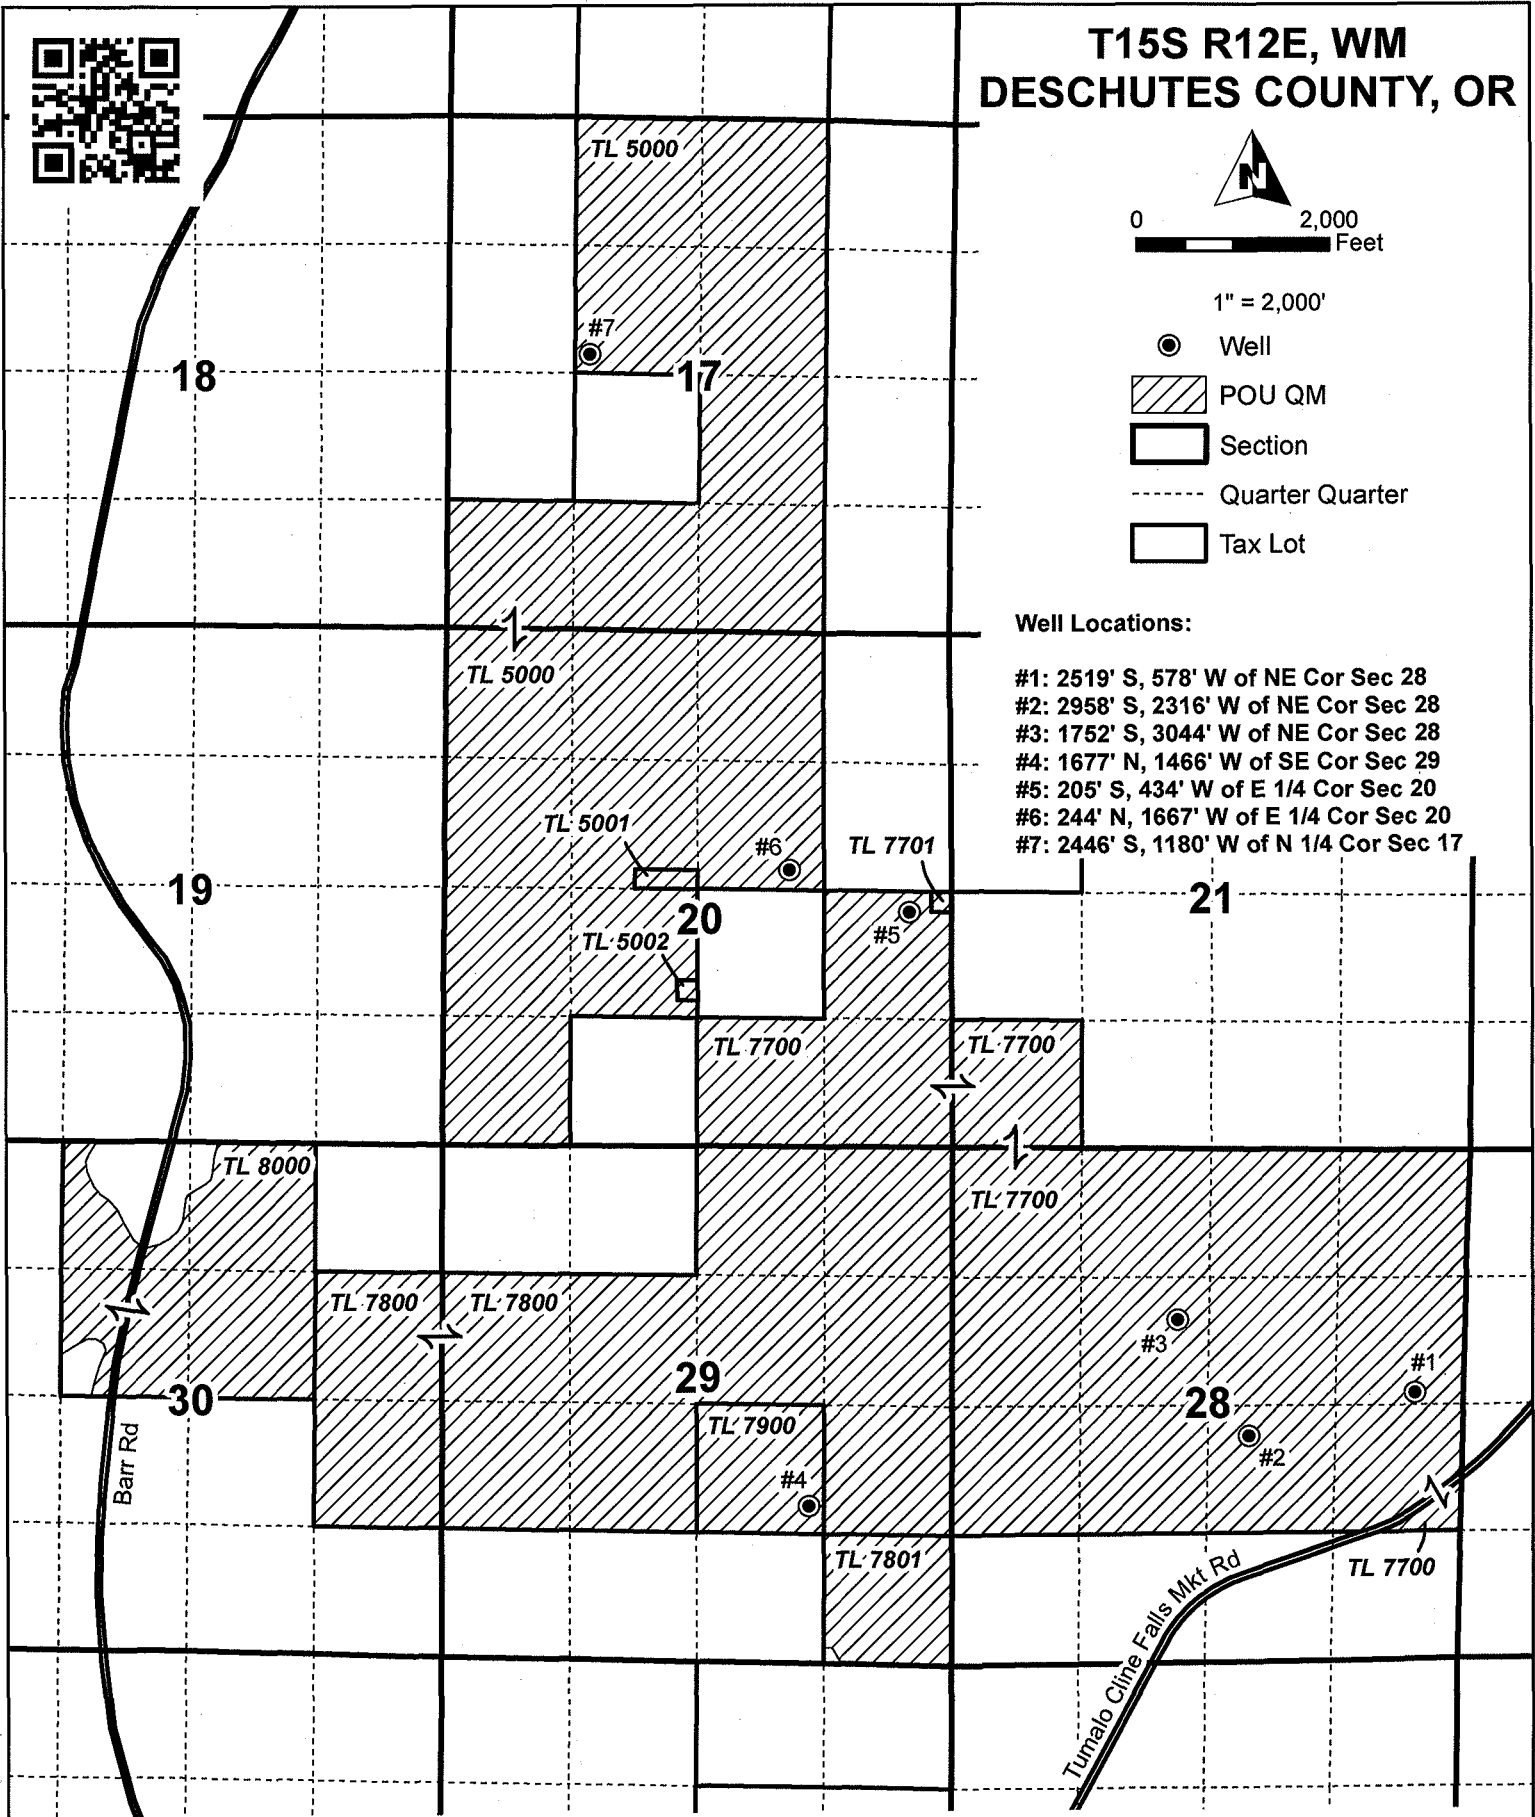 T15S R12E, WM
DESCHUTES COUNTY, OR
N
0 2,000
Feet
1" = 2,000'
Well
POU QM
Section
Quarter Quarter
Tax Lot
Well Locations:
#1: 2519' S, 578' W of NE Cor Sec 28
#2: 2958' S, 2316' W of NE Cor Sec 28
#3: 1752' S, 3044' W of NE Cor Sec 28
#4: 1677' N, 1466' W of SE Cor Sec 29
#5: 205' S, 434' W of E 1/4 Cor Sec 20
#6: 244' N, 1667' W of E 1/4 Cor Sec 20
#7: 2446' S, 1180' W of N 1/4 Cor Sec 17
TL 5000
#7
18
17
TL 5000
TL 5001
#6
TL 7701
19
20
21
#5
TL 5002
TL 7700
TL 7700
TL 8000
TL 7700
TL 7800
TL 7800
#3
#1
29
30
28
TL 7900
#2
#4
Barr Rd
TL 7801
TL 7700
Tumalo Cline Falls Mkt Rd